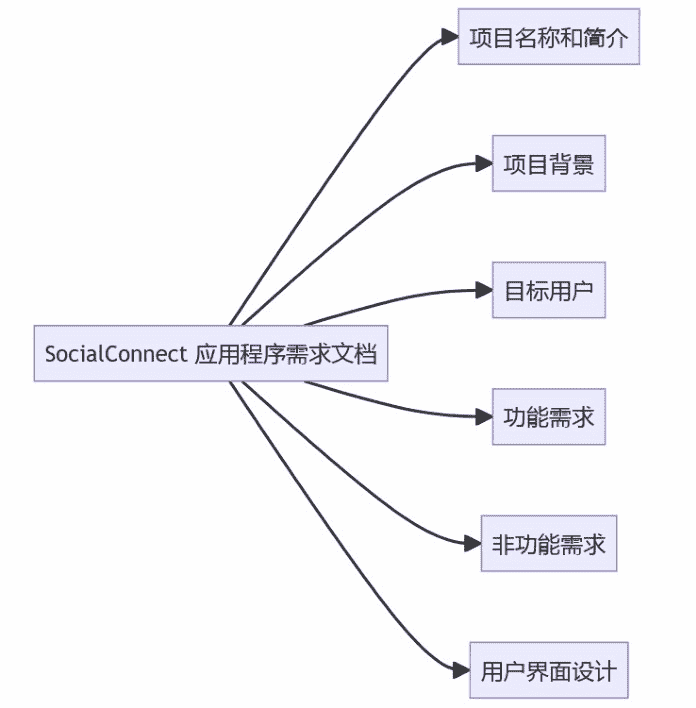 项目名称和简介
项目背景
目标用户
SocialConnect 应用程序需求文档
功能需求
非功能需求
用户界面设计